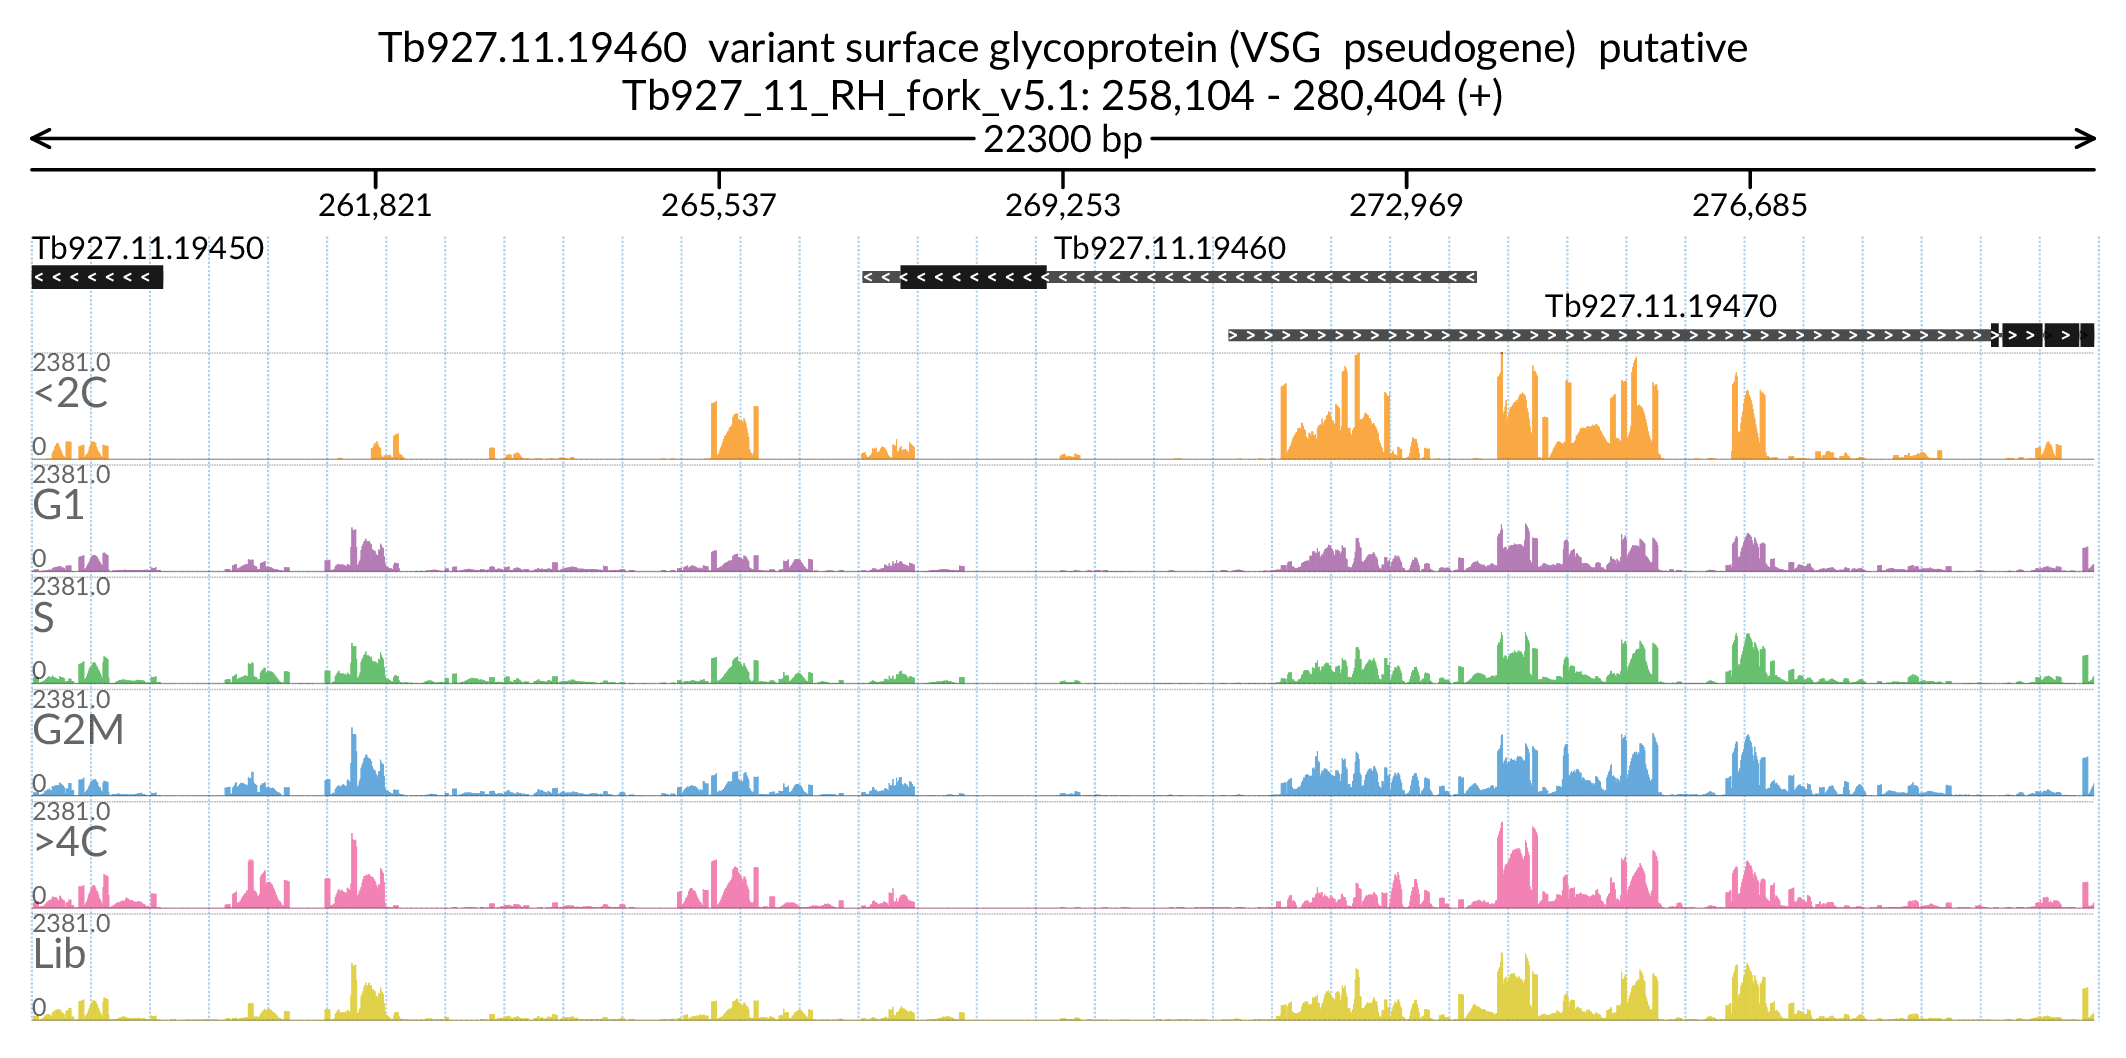 Tb927.11.19460  variant surface glycoprotein (VSG  pseudogene)  putative
Tb927_11_RH_fork_v5.1: 258,104 - 280,404 (+)
22300 bp
261,821 265,537 269,253 272,969 276,685
Tb927.11.19450 Tb927.11.19460
Tb927.11.19470
2381.0
<2C
0
2381.0
G1
0
2381.0
S
0
2381.0
G2M
0
2381.0
>4C
0
2381.0
Lib
0